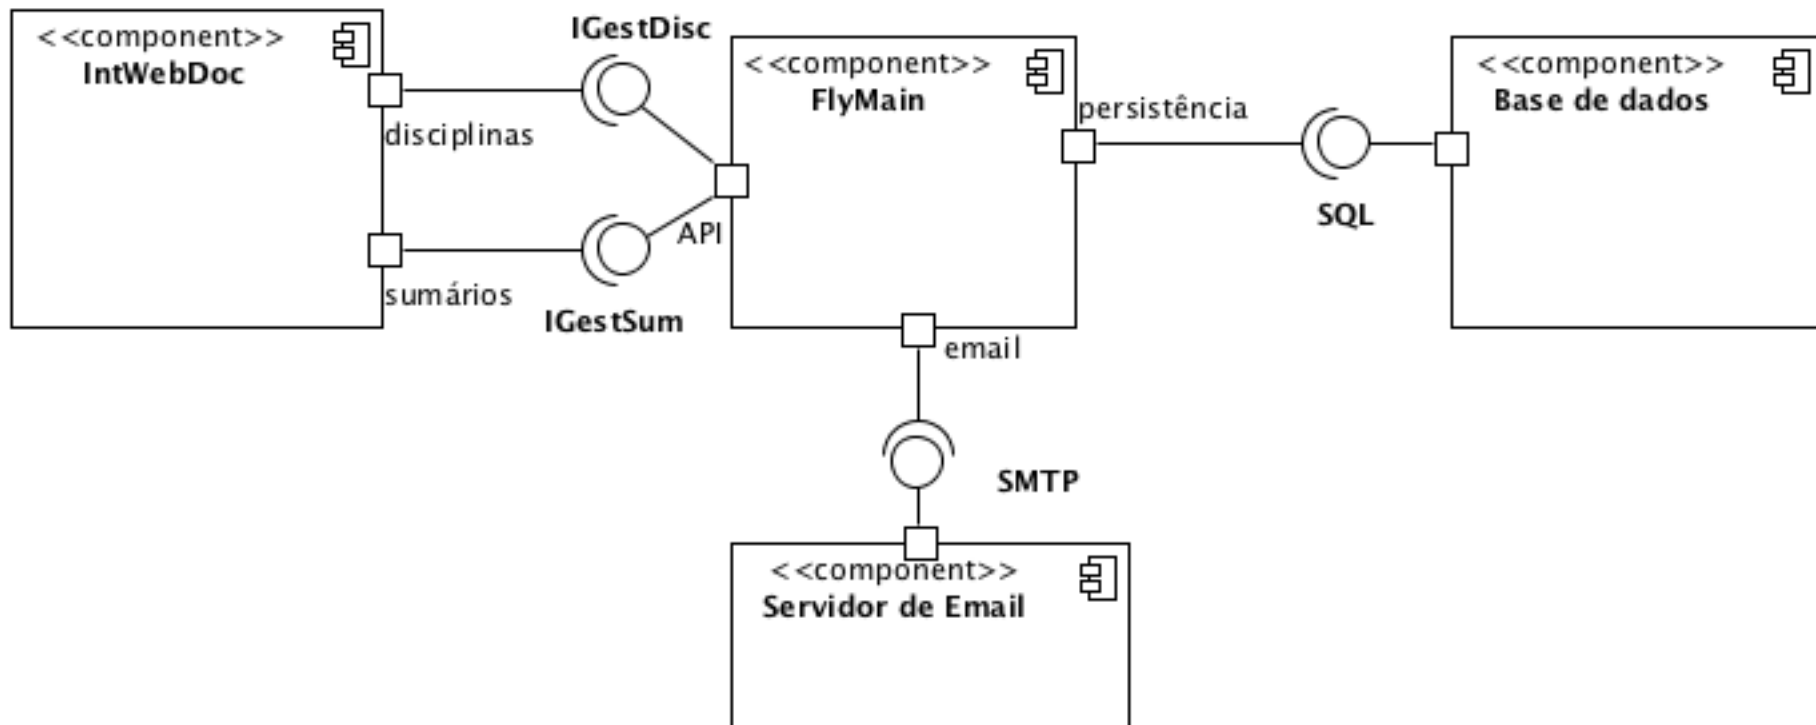 <<component>>
IntWebDoc
disciplinas
sumários
IGestDisc
IGestSum
API
<<component>>
FlyMain
persistência
email
SQL
<<component>>
Base de dados
SMTP
<<component>>
Servidor de Email